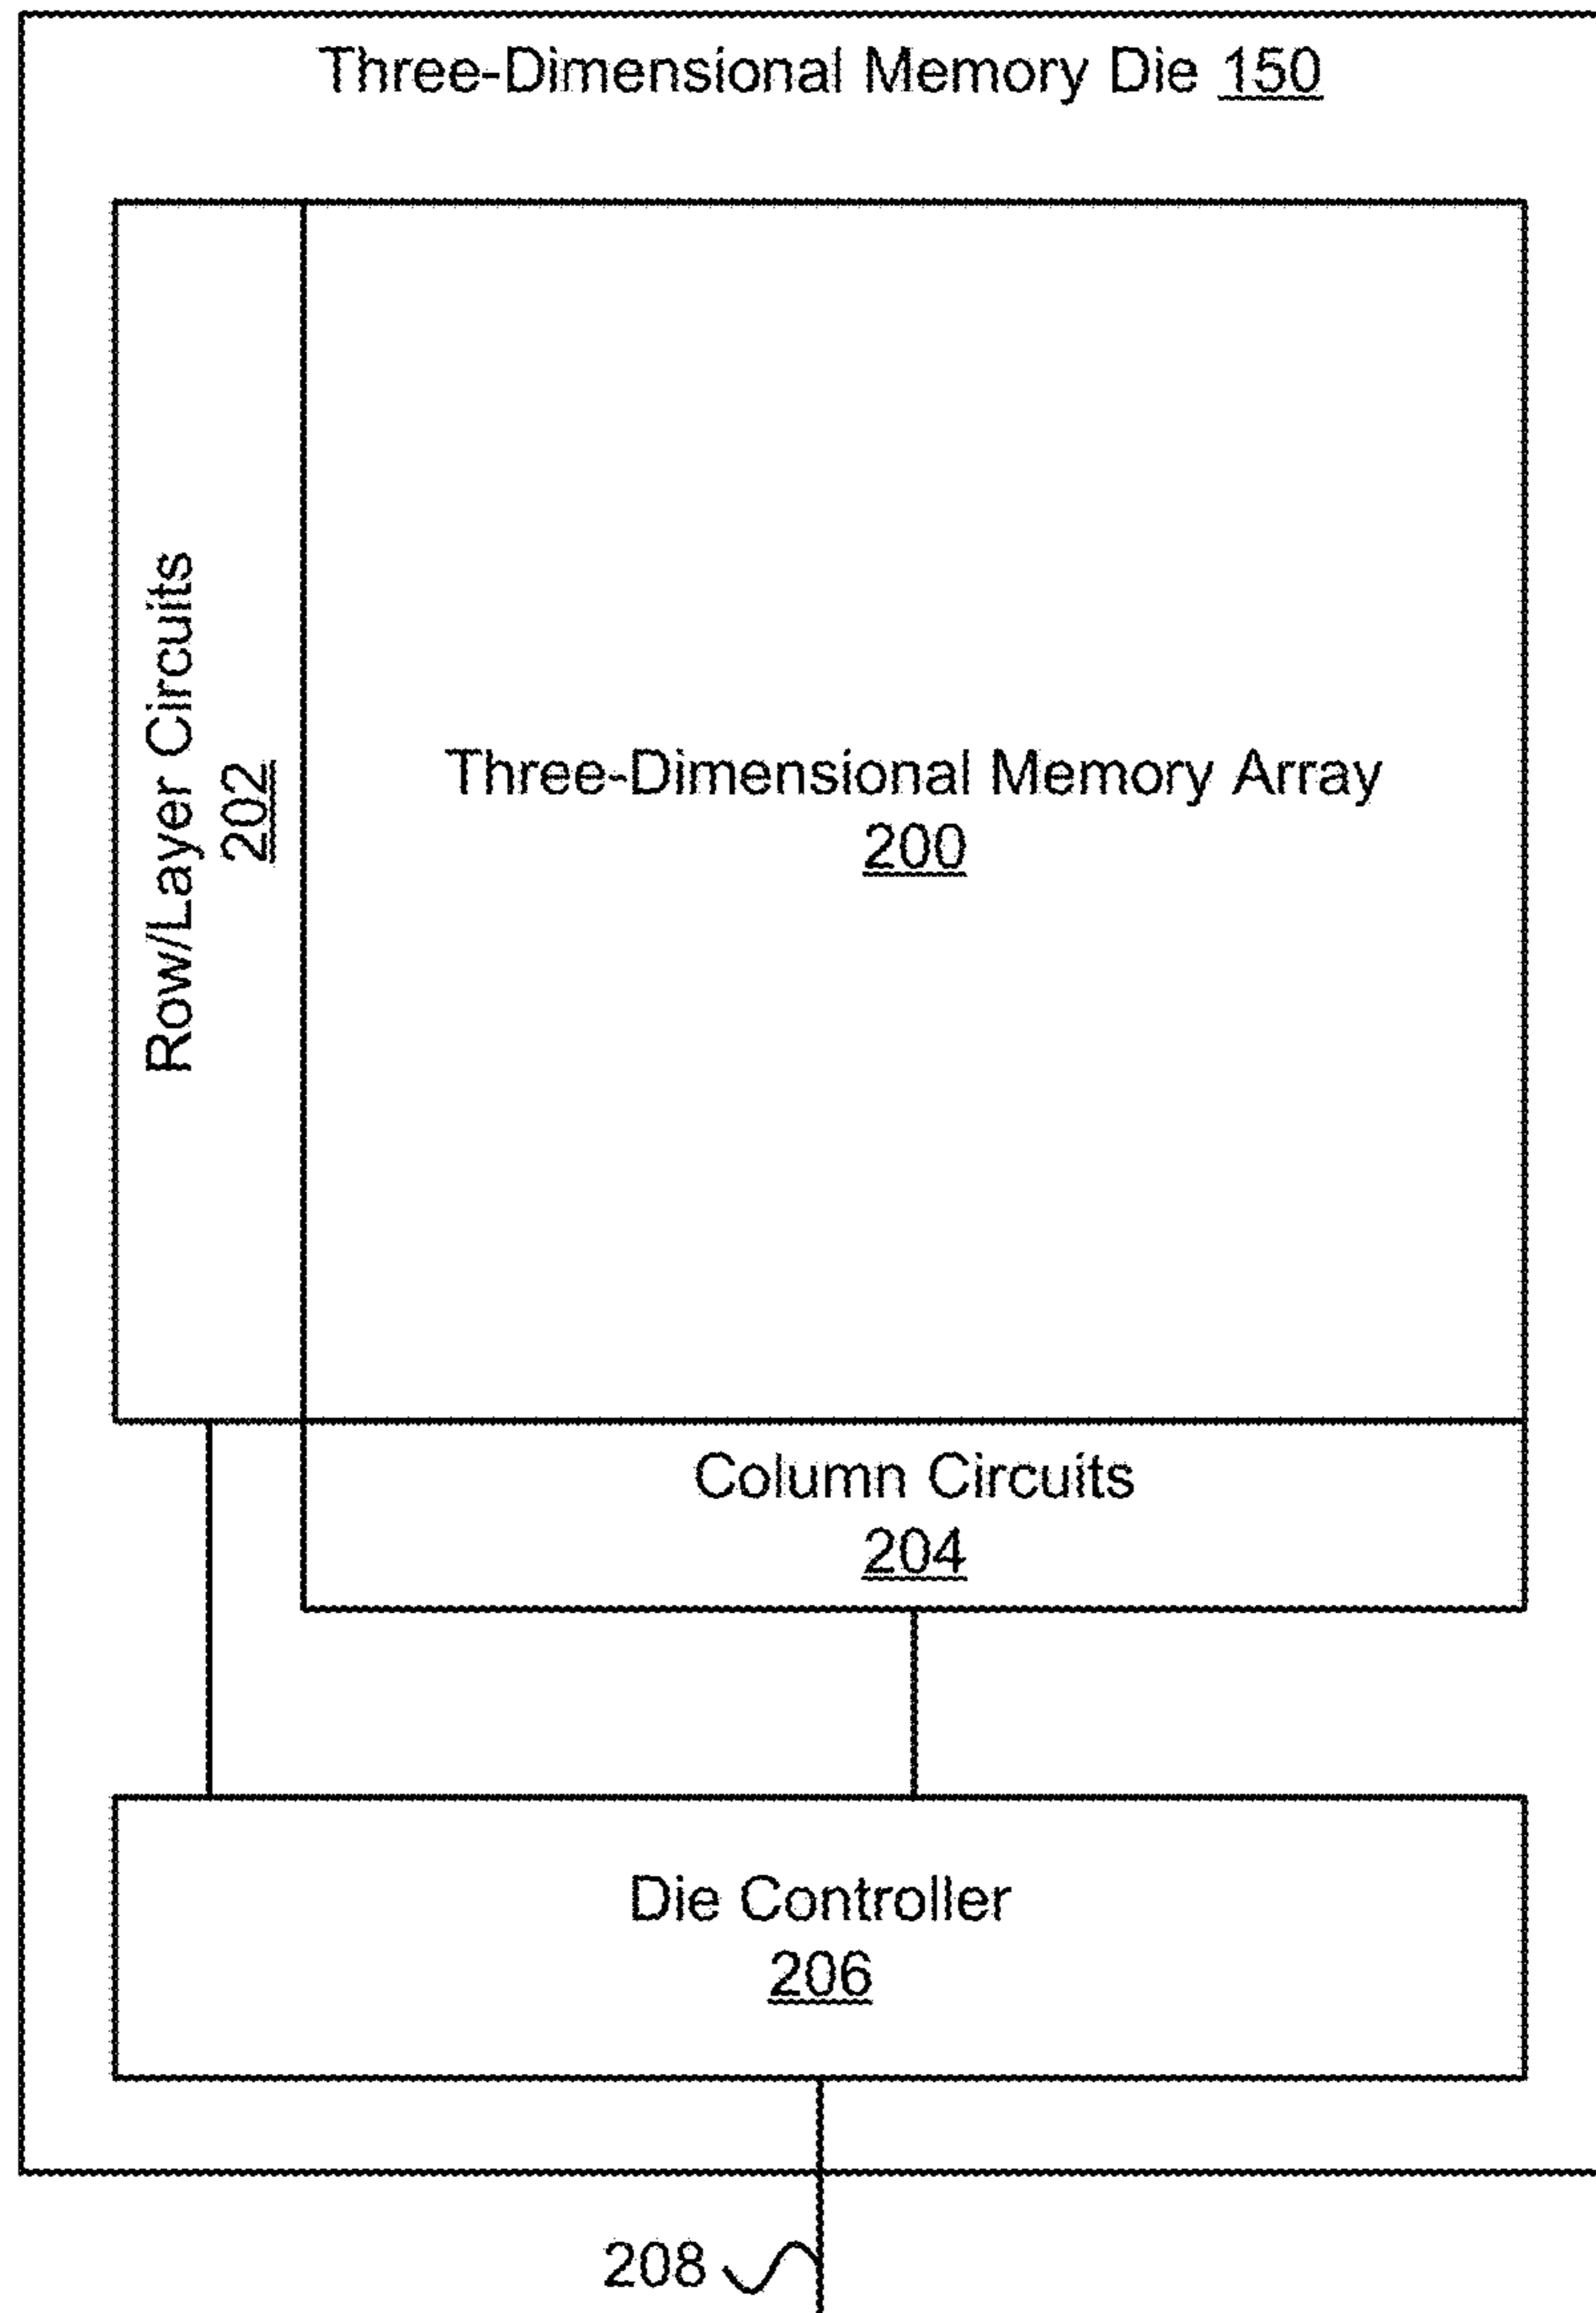 Three-Dimensional Memory Die 150
Row/Layer Circuits
202
Three-Dimensional Memory Array
200
Column Circuits
204
Die Controller
206
208